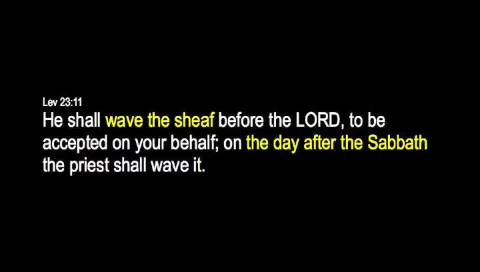 Lev 23:11
He shall wave the sheaf before the LORD, to be
accepted on your behalf; on the day after the Sabbath
the priest shall wave it.